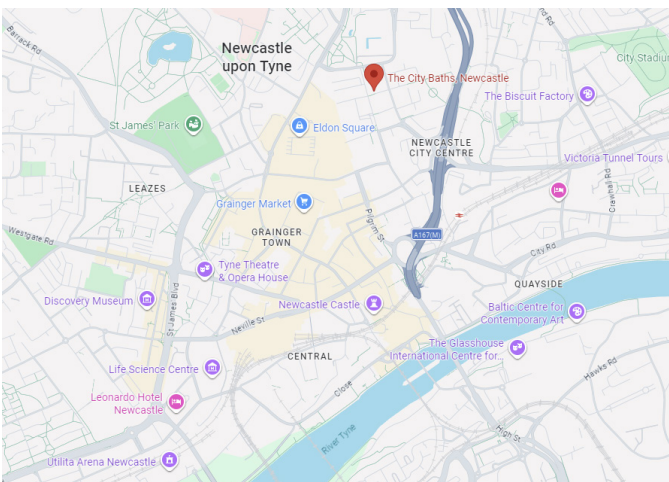 Barrack Rd
Newcastle
upon Tyne
City Stadiu
The City Baths, Newcastle
The Biscuit Factory
St James' Park
Eldon Square
NEWCASTLE
CITY CENTRE
Victoria Tunnel Tours
LEAZES
Crawhall Rd
Grainger Market
Pilgrim St
Westgate Rd
GRAINGER
TOWN
A167(M)
City Rd
Tyne Theatre
& Opera House
QUAYSIDE
Discovery Museum
St James Blvd
Newcastle Castle
Baltic Centre for
Contemporary Art
Neville St
The Glasshouse
International Centre for...
CENTRAL
Life Science Centre
Hawks Rd
Close
Leonardo Hotel
Newcastle
High St
River Tyne
Utilita Arena Newcastle